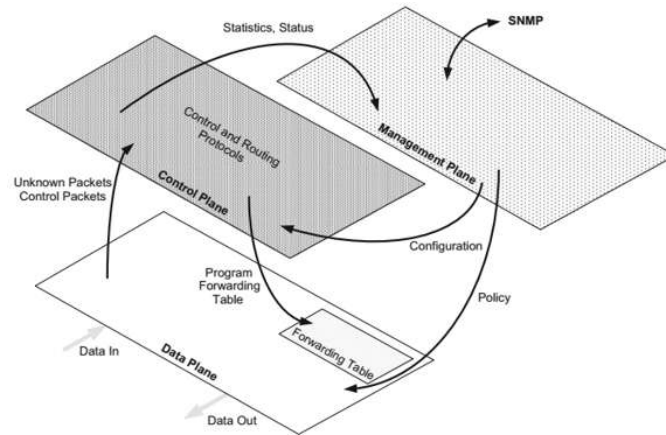 Statistics, Status
SNMP
Control and Routing
Protocols
Management Plane
Unknown Packets
Control Packets
Control Plane
Configuration
Program
Forwarding
Table
Policy
Forwarding Table
Data In
Data Plane
Data Out